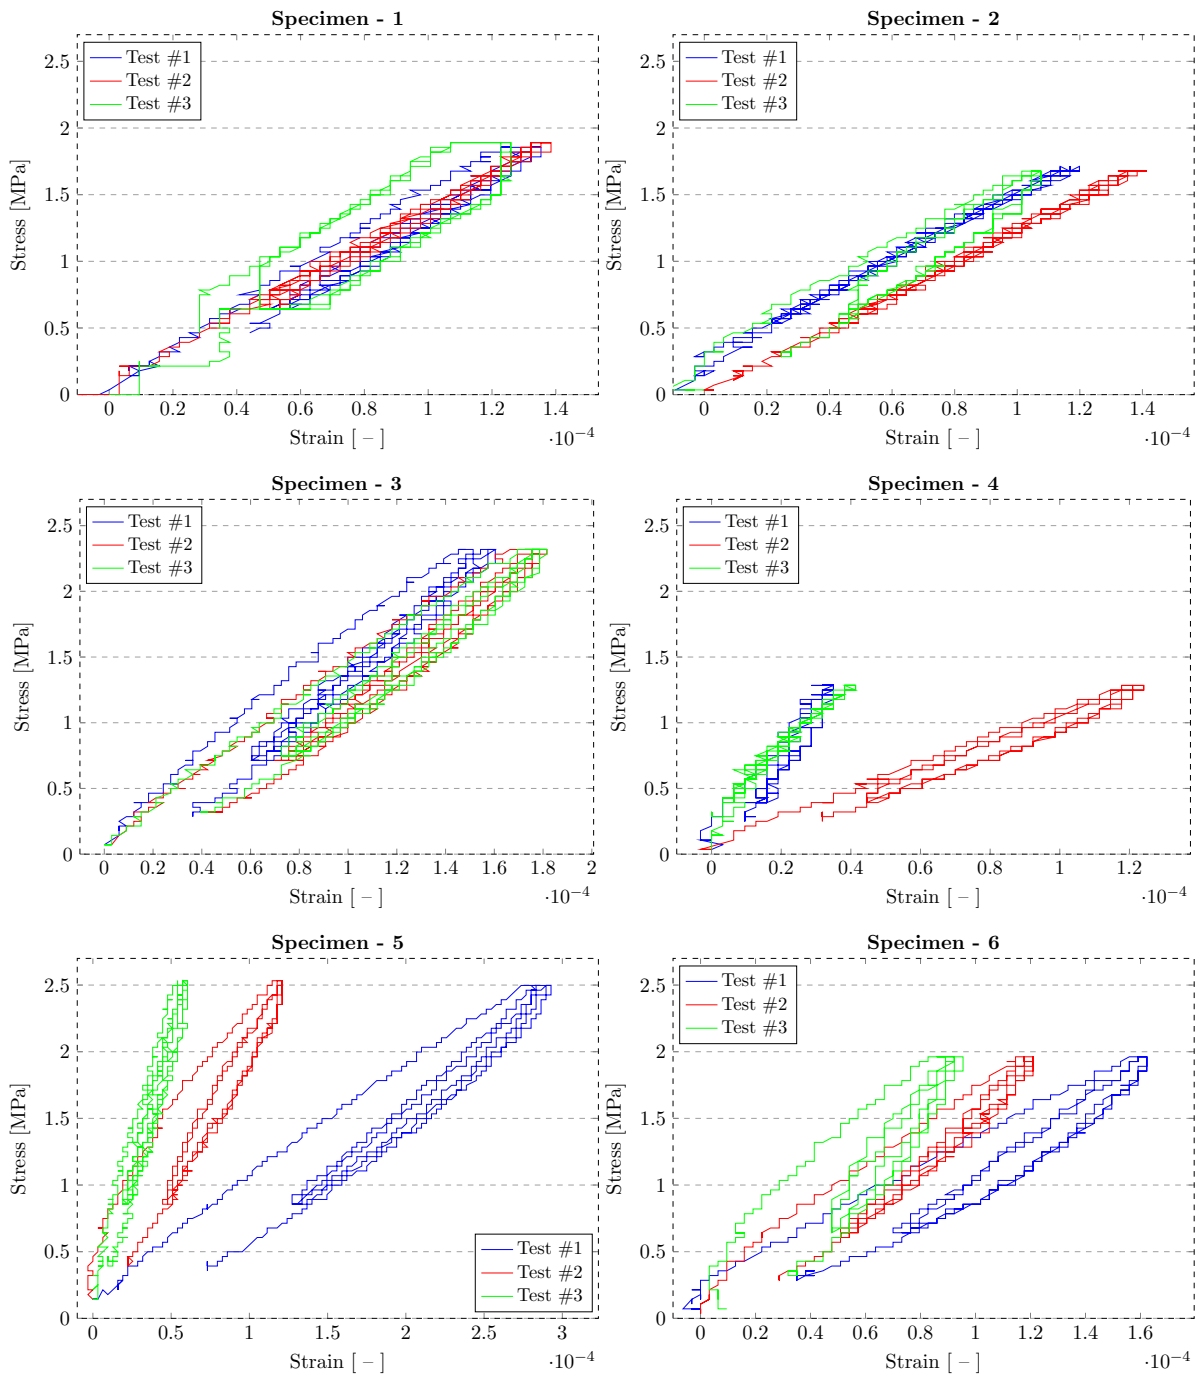 Specimen - 1
Test #1
Test #2
Test #3
Stress [MPa]
2.5
2
1.5
1
0.5
0
0 0.2 0.4 0.6 0.8 1 1.2 1.4
Strain [ – ]
·10−4
Specimen - 2
Test #1
Test #2
Test #3
Stress [MPa]
2.5
2
1.5
1
0.5
0
0 0.2 0.4 0.6 0.8 1 1.2 1.4
Strain [ – ]
·10−4
Specimen - 3
Test #1
Test #2
Test #3
Stress [MPa]
2.5
2
1.5
1
0.5
0
0 0.2 0.4 0.6 0.8 1 1.2 1.4 1.6 1.8 2
Strain [ – ]
·10−4
Specimen - 4
Test #1
Test #2
Test #3
Stress [MPa]
2.5
2
1.5
1
0.5
0
0 0.2 0.4 0.6 0.8 1 1.2
Strain [ – ]
·10−4
Specimen - 5
Stress [MPa]
2.5
2
1.5
1
0.5
0
Test #1
Test #2
Test #3
0 0.5 1 1.5 2 2.5 3
Strain [ – ]
·10−4
Specimen - 6
Test #1
Test #2
Test #3
Stress [MPa]
2.5
2
1.5
1
0.5
0
0 0.2 0.4 0.6 0.8 1 1.2 1.4 1.6
Strain [ – ]
·10−4